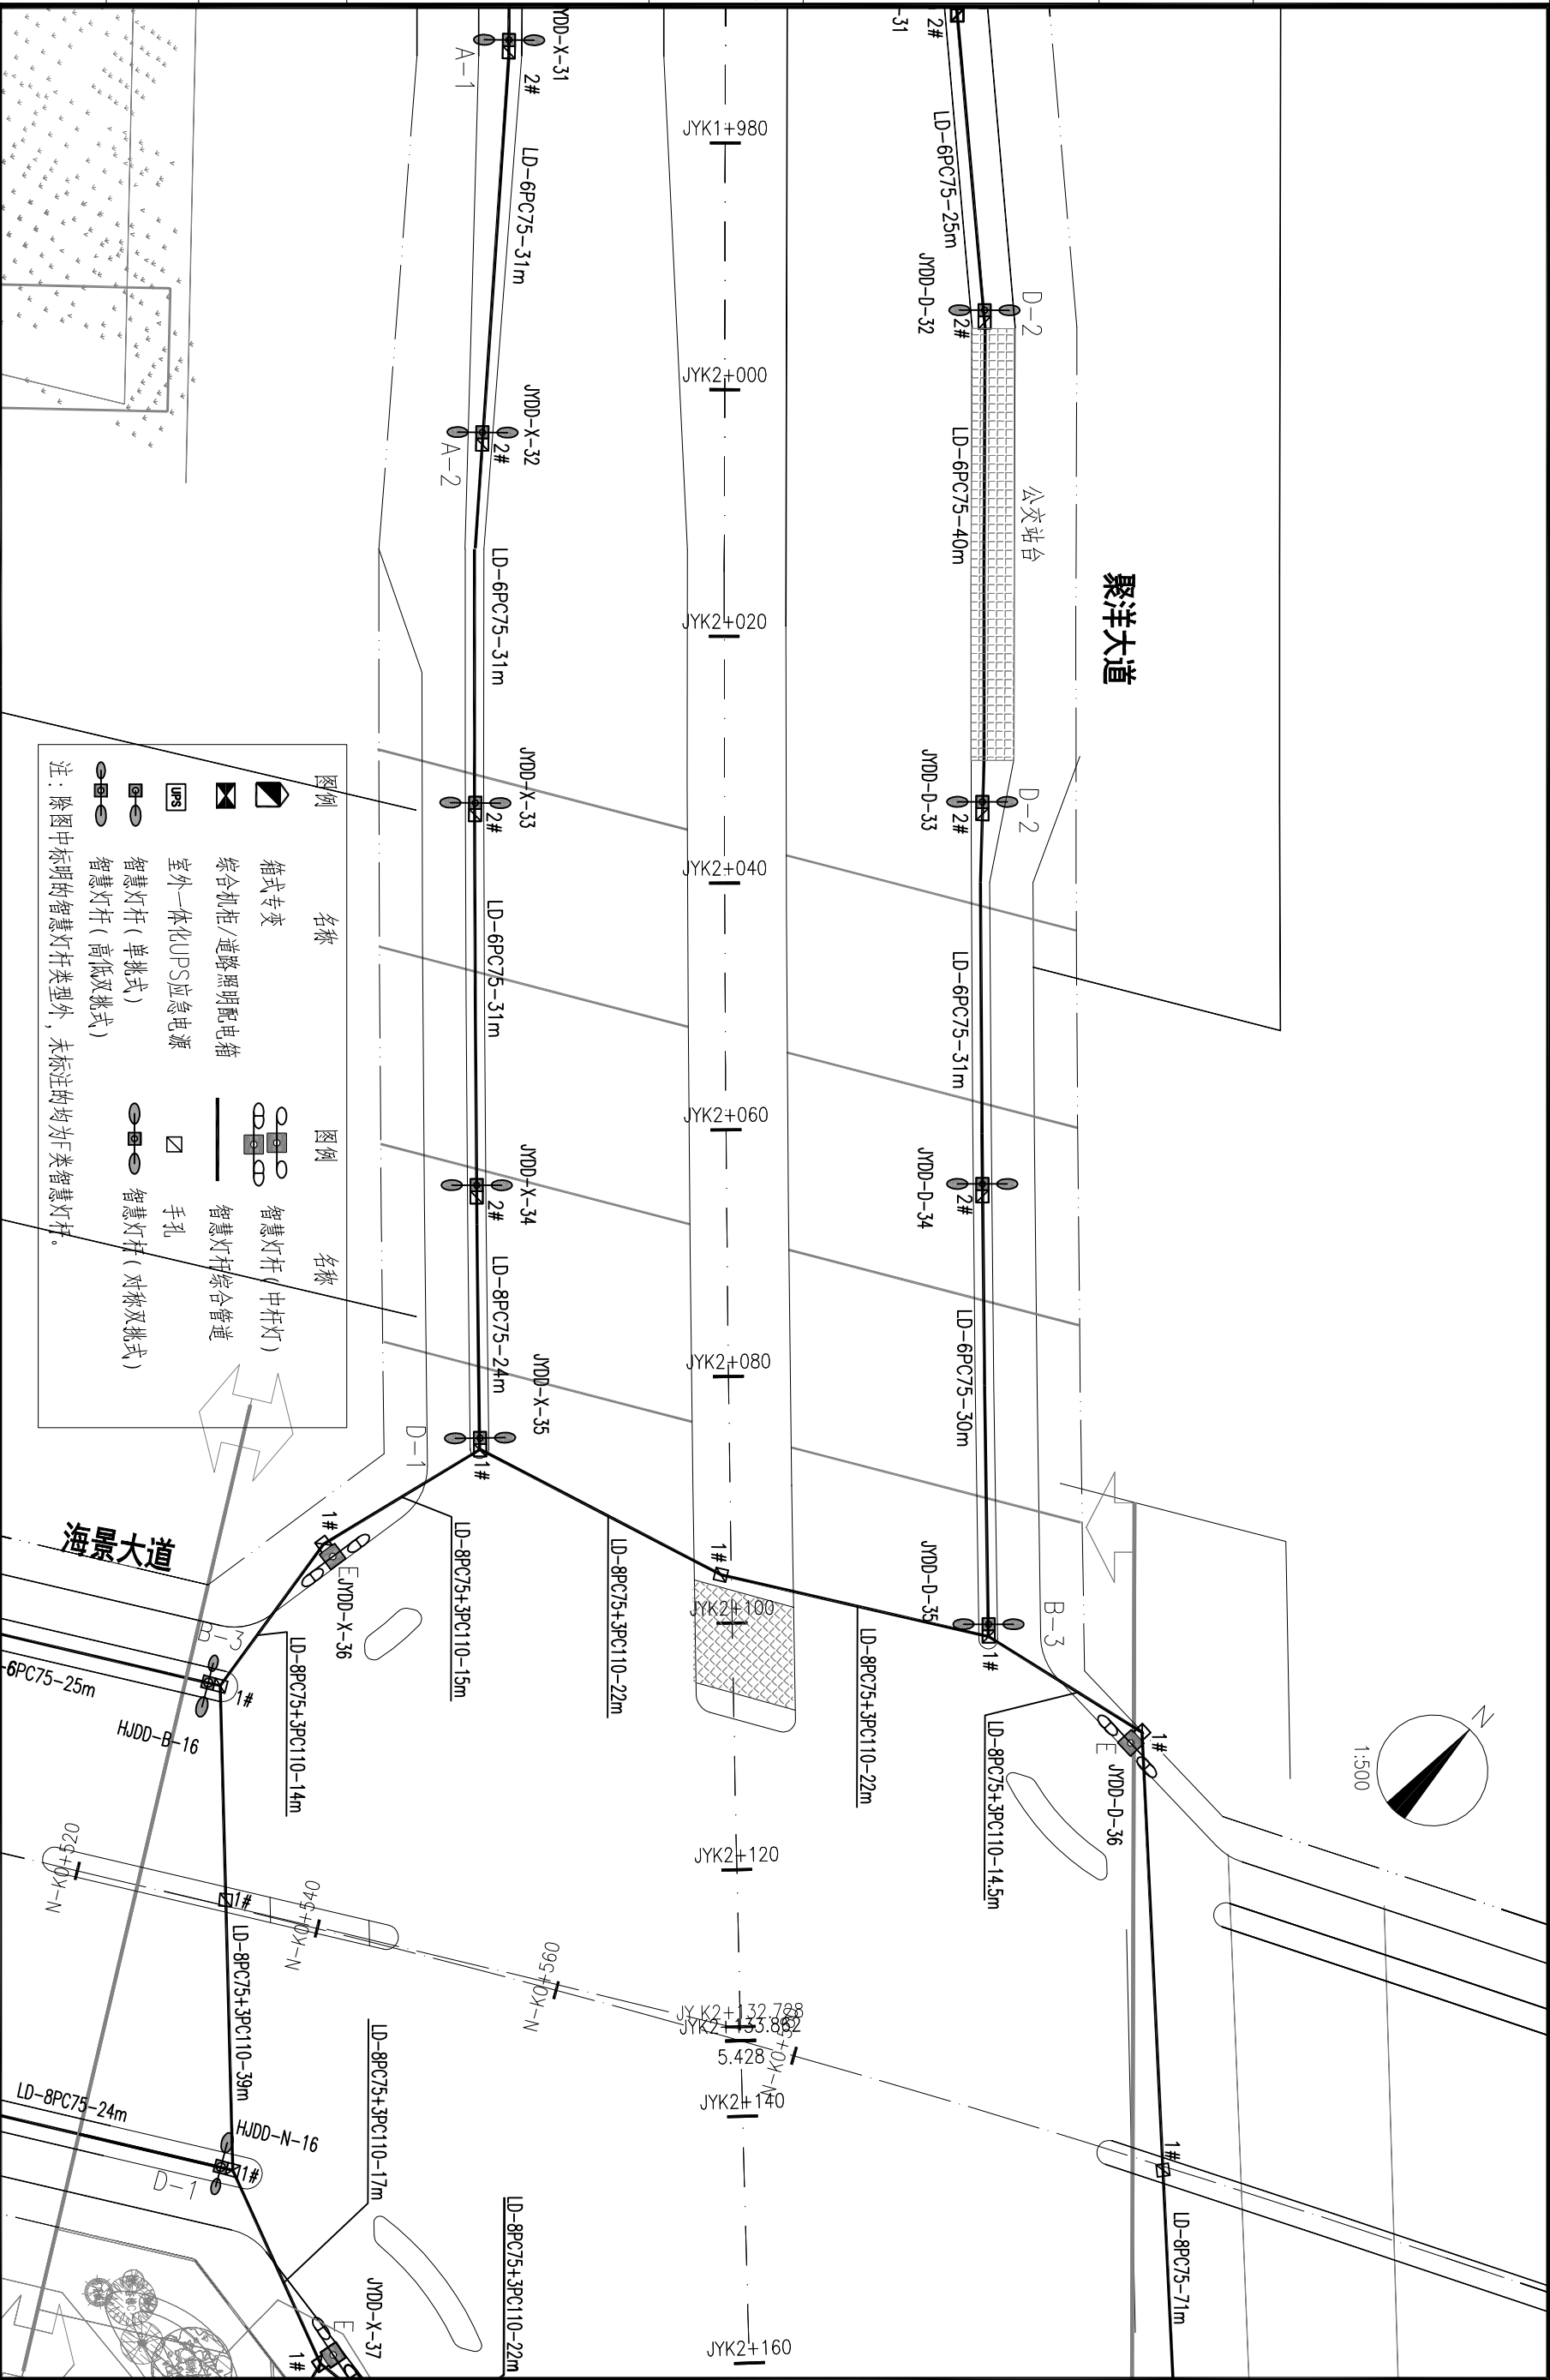 JYDD-X-31
2#
A-1
LD-6PC75-31m
JYDD-X-32
2#
A-2
LD-6PC75-31m
JYDD-X-33
2#
LD-6PC75-31m
JYDD-X-34
2#
LD-8PC75-24m
JYDD-X-35
1#
D-1
-31
2#
LD-6PC75-25m
JYDD-D-32
2#
D-2
LD-6PC75-40m
公交站台
聚洋大道
JYDD-D-33
2#
D-2
LD-6PC75-31m
JYDD-D-34
2#
LD-6PC75-30m
JYDD-D-35
1#
B-3
JYK1+980
JYK2+000
JYK2+020
JYK2+040
JYK2+060
JYK2+080
JYK2+100
JYK2+120
JYK2+132.728
JYK2+133.862
5.428
JYK2+140
JYK2+160
图例
名称
图例
名称
箱式专变
智慧灯杆(中杆灯)
综合机柜/道路照明配电箱
智慧灯杆综合管道
UPS
室外一体化UPS应急电源
手孔
智慧灯杆(单挑式)
智慧灯杆(对称双挑式)
智慧灯杆(高低双挑式)
注：除图中标明的智慧灯杆类型外，未标注的均为F类智慧灯杆。
海景大道
1#
E
JYDD-X-36
LD-8PC75+3PC110-15m
LD-8PC75+3PC110-22m
1#
LD-8PC75+3PC110-22m
LD-8PC75+3PC110-14.5m
1#
E
JYDD-D-36
N
1:500
B-3
1#
LD-8PC75+3PC110-14m
-6PC75-25m
HJDD-B-16
N-K0+520
N-K0+540
N-K0+560
1#
LD-8PC75+3PC110-39m
LD-8PC75-24m
HJDD-N-16
1#
D-1
LD-8PC75+3PC110-17m
LD-8PC75+3PC110-22m
JYDD-X-37
E
1#
1#
LD-8PC75-71m